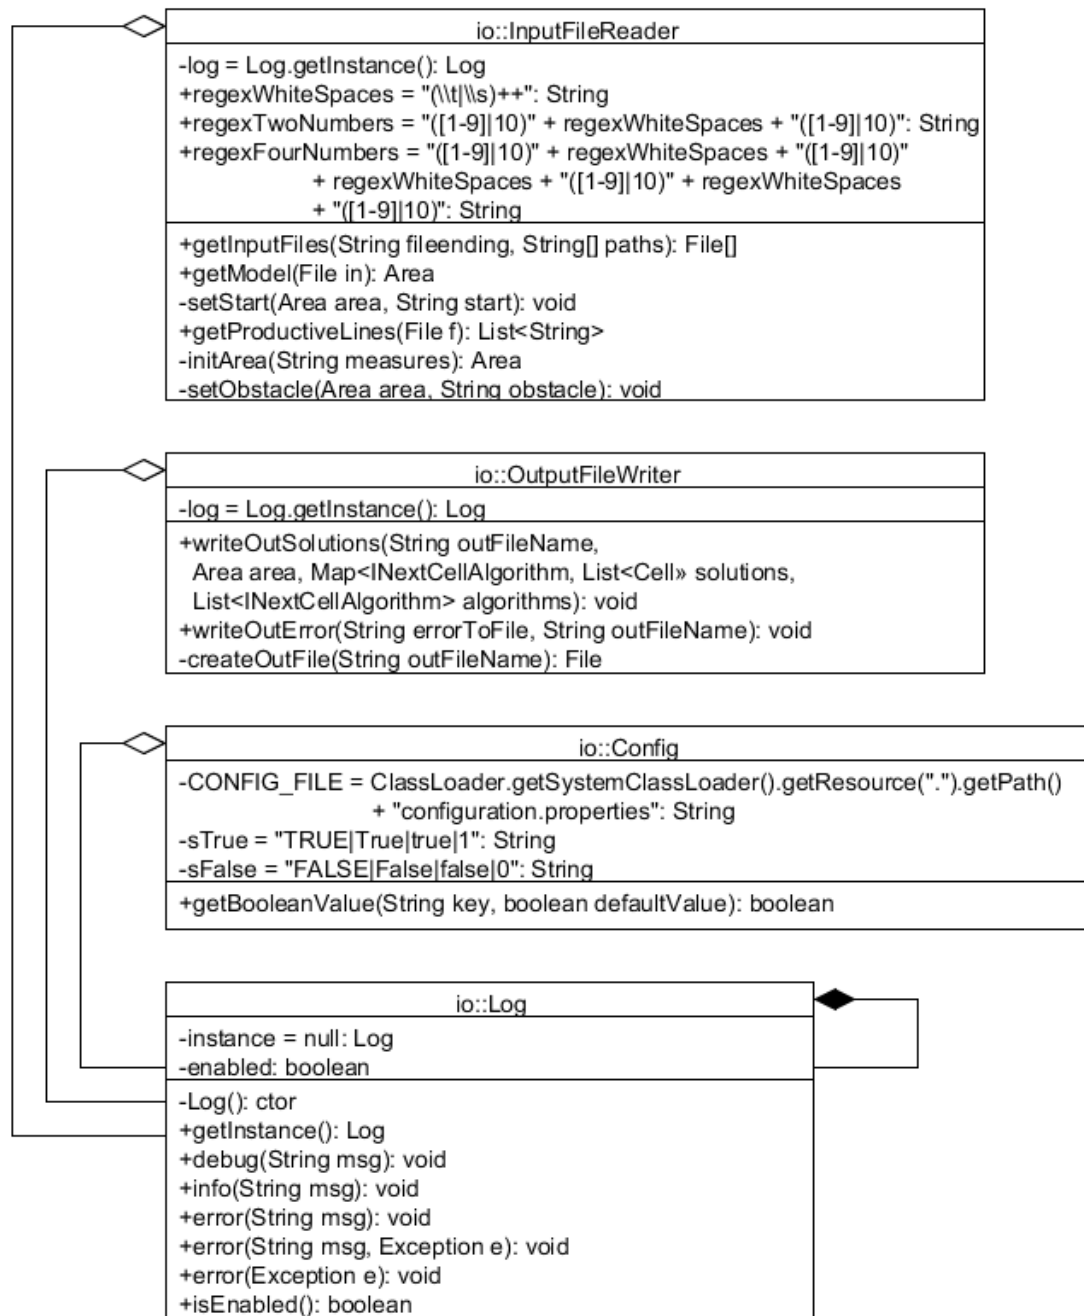 io::InputFileReader
-log = Log.getInstance(): Log
+regexWhiteSpaces = "(\\t|\\s)++": String
+regexTwoNumbers = "([1-9]|10)" + regexWhiteSpaces + "([1-9]|10)": String
+regexFourNumbers = "([1-9]|10)" + regexWhiteSpaces + "([1-9]|10)"
+ regexWhiteSpaces + "([1-9]|10)" + regexWhiteSpaces
+ "([1-9]|10)": String
+getInputFiles(String fileending, String[] paths): File[]
+getModel(File in): Area
-setStart(Area area, String start): void
+getProductiveLines(File f): List<String>
-initArea(String measures): Area
-setObstacle(Area area, String obstacle): void
io::OutputFileWriter
-log = Log.getInstance(): Log
+writeOutSolutions(String outFileName,
Area area, Map<INextCellAlgorithm, List<Cell» solutions,
List<INextCellAlgorithm> algorithms): void
+writeOutError(String errorToFile, String outFileName): void
-createOutFile(String outFileName): File
io::Config
-CONFIG_FILE = ClassLoader.getSystemClassLoader().getResource(".").getPath()
+ "configuration.properties": String
-sTrue = "TRUE|True|true|1": String
-sFalse = "FALSE|False|false|0": String
+getBooleanValue(String key, boolean defaultValue): boolean
io::Log
-instance = null: Log
-enabled: boolean
-Log(): ctor
+getInstance(): Log
+debug(String msg): void
+info(String msg): void
+error(String msg): void
+error(String msg, Exception e): void
+error(Exception e): void
+isEnabled(): boolean